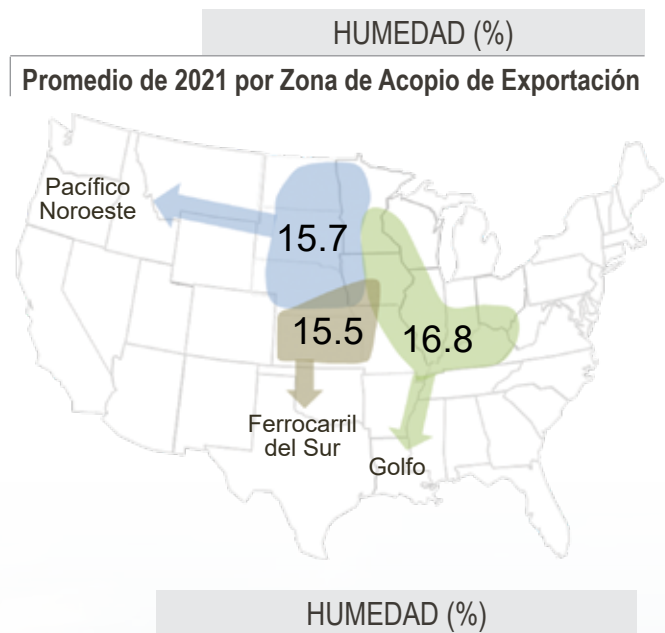 HUMEDAD (%)
Promedio de 2021 por Zona de Acopio de Exportación
Pacífico
Noroeste
15.7
15.5
16.8
Ferrocarril
del Sur
Golfo
HUMEDAD (%)